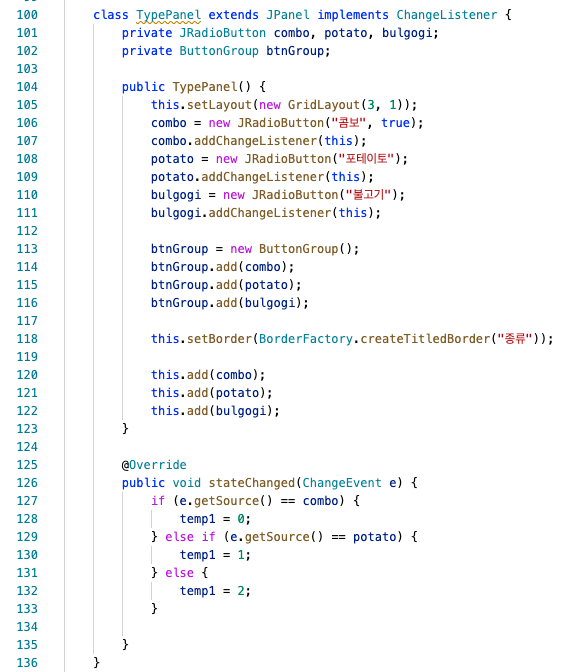 100 class TypePanel extends JPanel implements ChangeListener {
101 private JRadioButton combo, potato, bulgogi;
102 private ButtonGroup btnGroup;
103
104 public TypePanel() {
105 this.setLayout(new GridLayout(3, 1));
106 combo = new JRadioButton("콤보", true);
107 combo.addChangeListener(this);
108 potato = new JRadioButton("포테이토");
109 potato.addChangeListener(this);
110 bulgogi = new JRadioButton("불고기");
111 bulgogi.addChangeListener(this);
112
113 btnGroup = new ButtonGroup();
114 btnGroup.add(combo);
115 btnGroup.add(potato);
116 btnGroup.add(bulgogi);
117
118 this.setBorder(BorderFactory.createTitledBorder("종류"));
119
120 this.add(combo);
121 this.add(potato);
122 this.add(bulgogi);
123 }
124
125 @Override
126 public void stateChanged(ChangeEvent e) {
127 if (e.getSource() == combo) {
128 temp1 = 0;
129 } else if (e.getSource() == potato) {
130 temp1 = 1;
131 } else {
132 temp1 = 2;
133 }
134
135 }
136 }